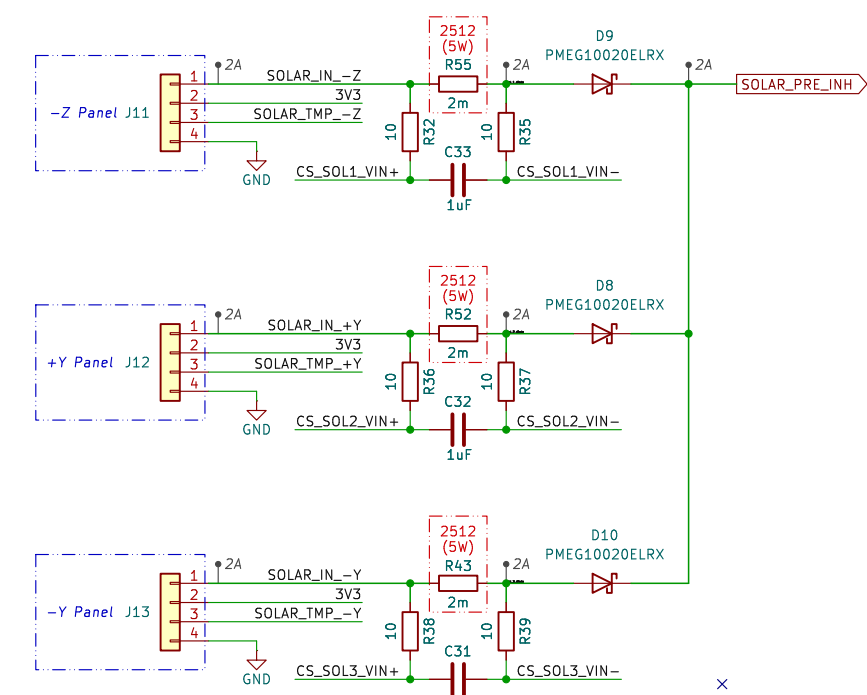 2512
(5W)
R55
2m
D9
PMEG10020ELRX
2A
2A
2A
SOLAR_PRE_INH
-Z Panel J11
1
2
3
4
SOLAR_IN_-Z
3V3
SOLAR_TMP_-Z
GND
10
R32
10
R35
C33
1uF
CS_SOL1_VIN+
CS_SOL1_VIN-
2512
(5W)
R52
2m
D8
PMEG10020ELRX
2A
2A
+Y Panel J12
1
2
3
4
SOLAR_IN_+Y
3V3
SOLAR_TMP_+Y
GND
10
R36
10
R37
C32
1uF
CS_SOL2_VIN+
CS_SOL2_VIN-
2512
(5W)
R43
2m
D10
PMEG10020ELRX
2A
2A
-Y Panel J13
1
2
3
4
SOLAR_IN_-Y
3V3
SOLAR_TMP_-Y
GND
10
R38
10
R39
C31
CS_SOL3_VIN+
CS_SOL3_VIN-